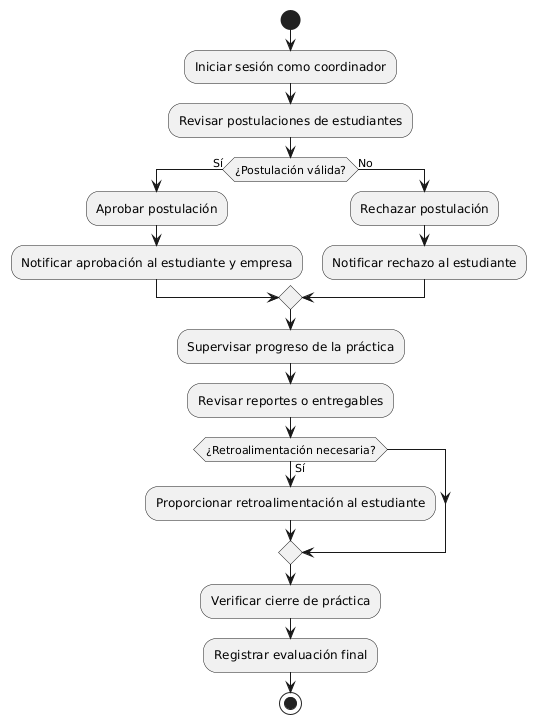 Iniciar sesión como coordinador
Revisar postulaciones de estudiantes
Sí
¿Postulación válida?
No
Aprobar postulación
Rechazar postulación
Notificar aprobación al estudiante y empresa
Notificar rechazo al estudiante
Supervisar progreso de la práctica
Revisar reportes o entregables
¿Retroalimentación necesaria?
Sí
Proporcionar retroalimentación al estudiante
Verificar cierre de práctica
Registrar evaluación final